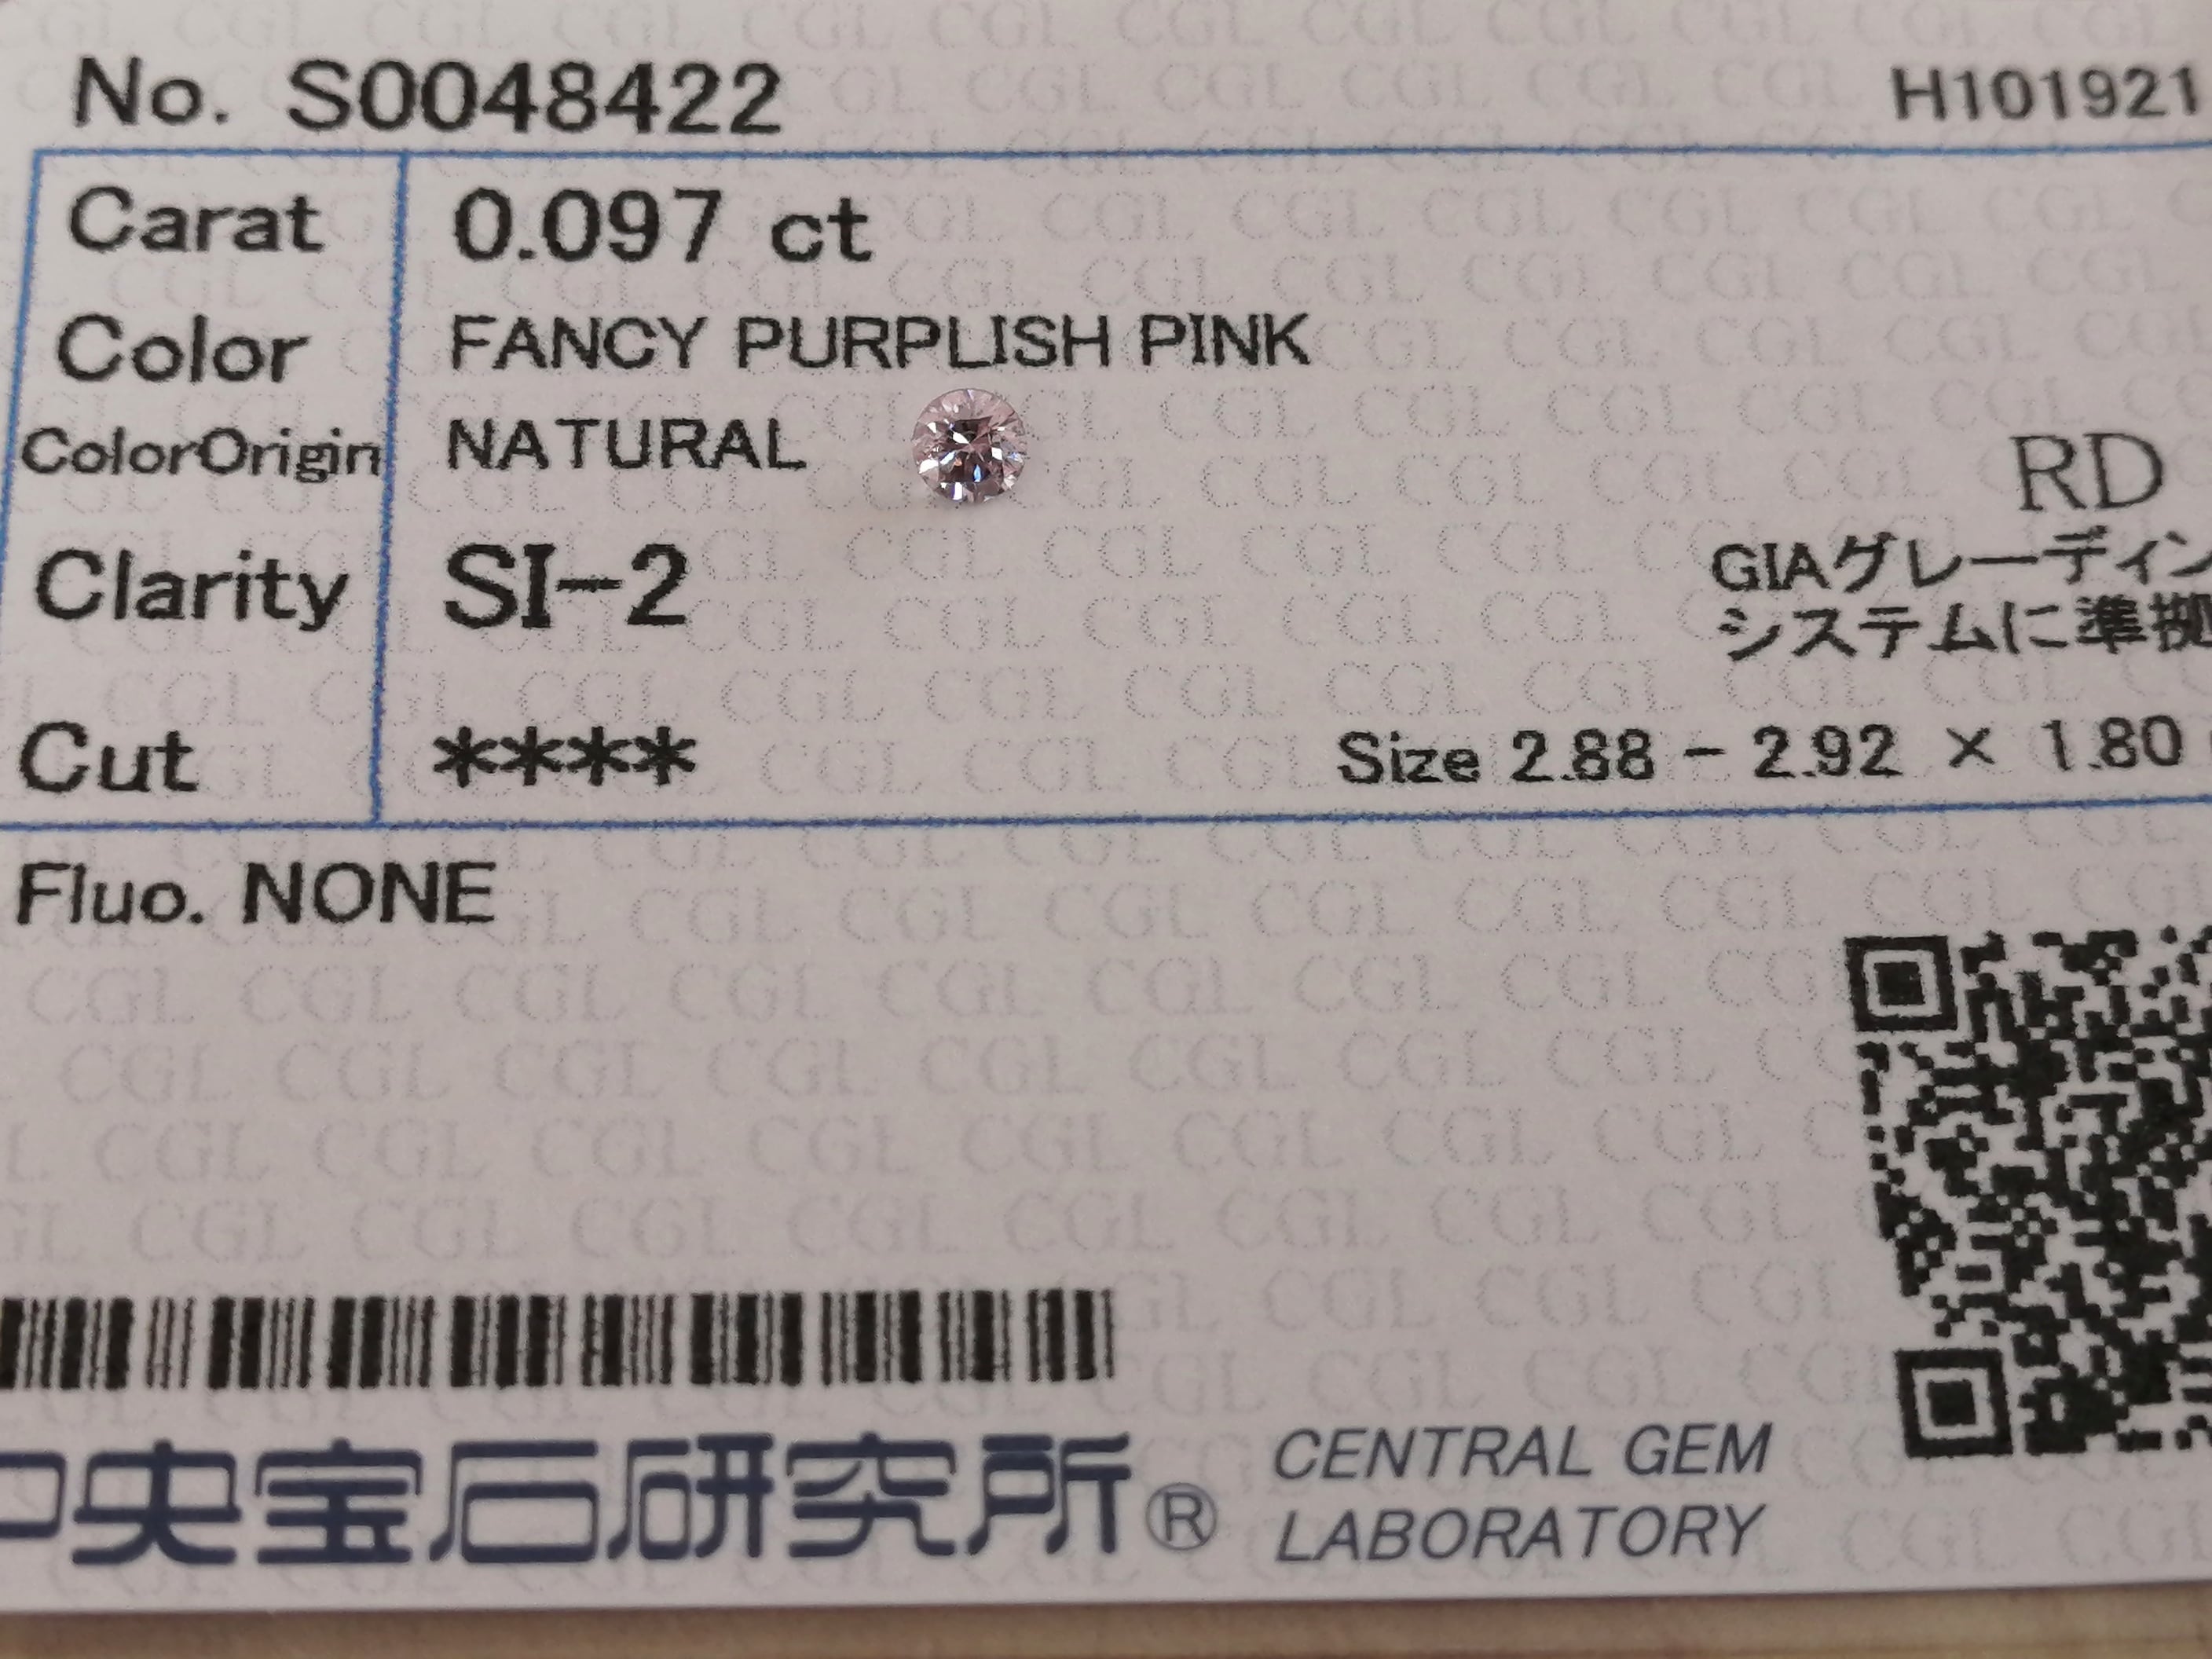 No. S0048422 H101921
Carat 0.097 ct
Color FANCY PURPLISH PINK
ColorOrigin NATURAL
RD
Clarity SI-2
GIAグレーディン
システムに準拠
Cut ****
Size 2.88 - 2.92 × 1.80
Fluo. NONE
中央宝石研究所® CENTRAL GEM
LABORATORY